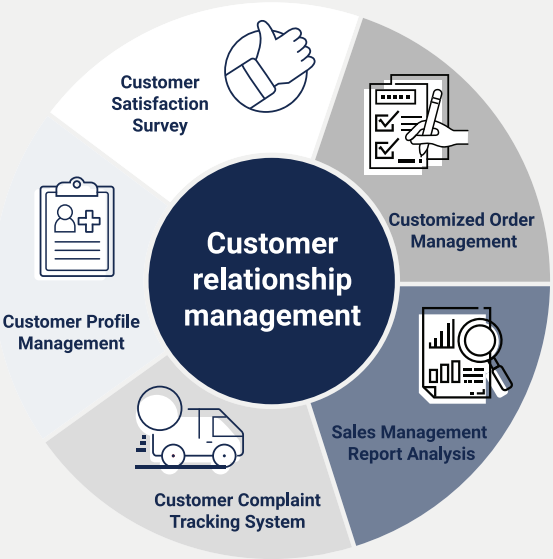 Customer
Satisfaction
Survey
Customized Order
Management
Customer
relationship
management
Customer Profile
Management
Sales Management
Report Analysis
Customer Complaint
Tracking System